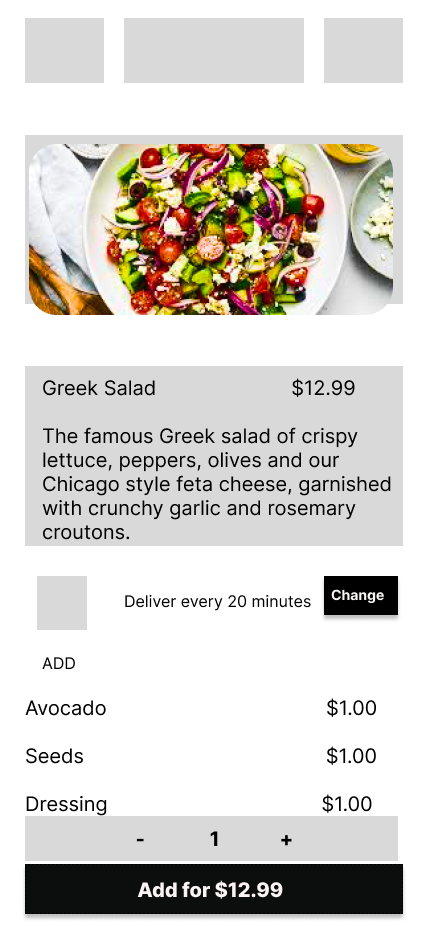 Greek Salad $12.99
The famous Greek salad of crispy
lettuce, peppers, olives and our
Chicago style feta cheese, garnished
with crunchy garlic and rosemary
croutons.
Deliver every 20 minutes Change
ADD
Avocado $1.00
Seeds $1.00
Dressing $1.00
- 1 +
Add for $12.99